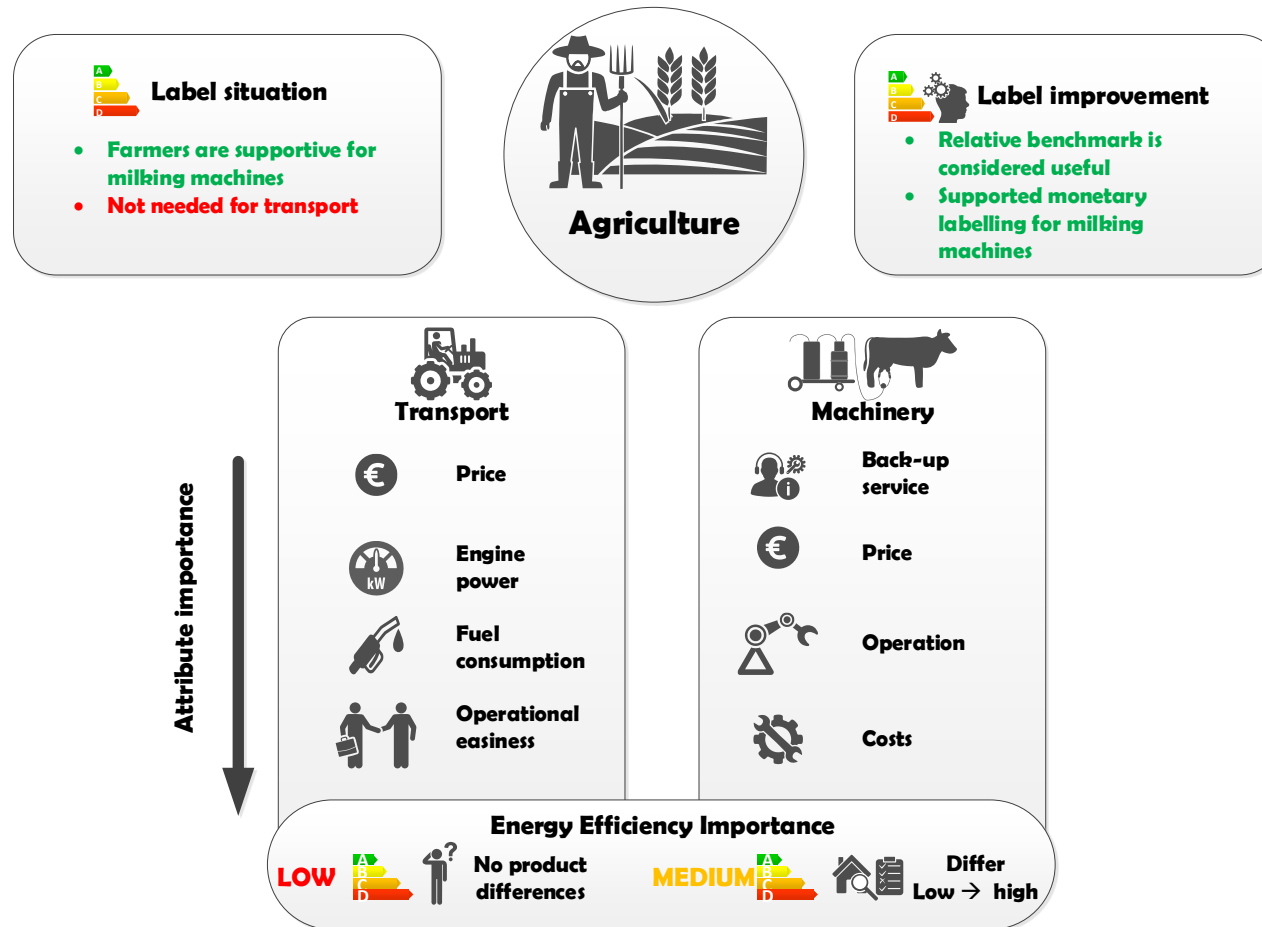 A
B
C
D
Label situation
• Farmers are supportive for
milking machines
• Not needed for transport
Agriculture
A
B
C
D
Label improvement
• Relative benchmark is
considered useful
• Supported monetary
labelling for milking
machines
Attribute importance
Transport
€
Price
kW
Engine
power
Fuel
consumption
Operational
easiness
Machinery
i
Back-up
service
€
Price
Operation
Costs
Energy Efficiency Importance
LOW
A
B
C
D
?
No product
differences
MEDIUM
A
B
C
D
Differ
Low → high